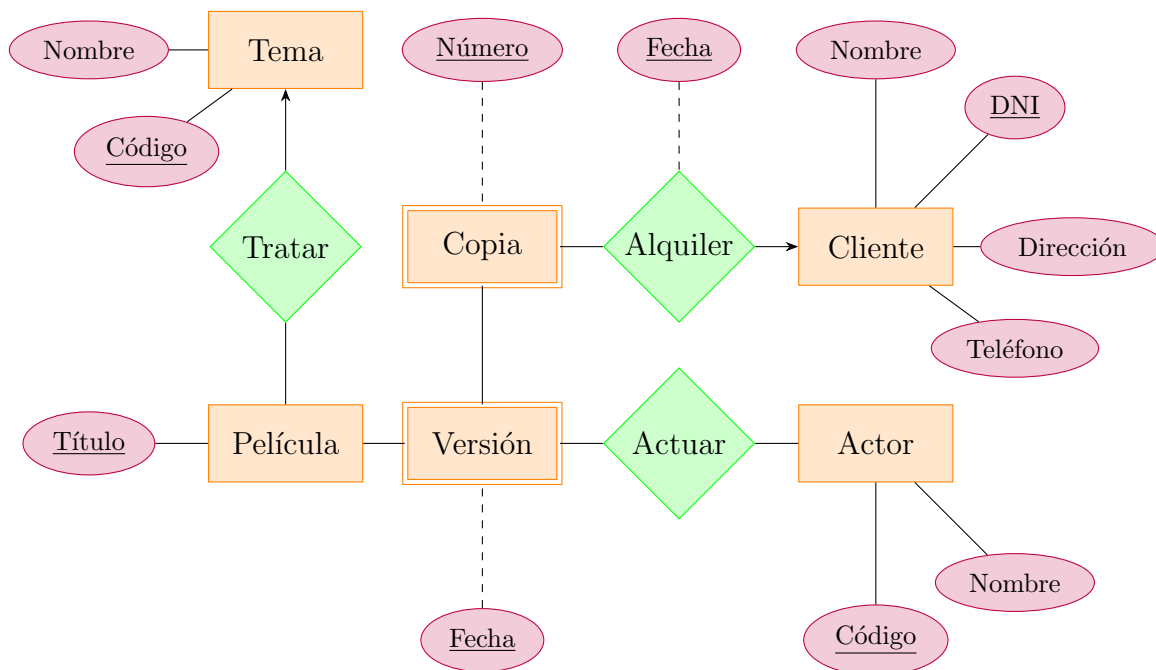 Nombre
Tema
Número
Fecha
Nombre
DNI
Código
Tratar
Copia
Alquiler
Cliente
Dirección
Teléfono
Título
Película
Versión
Actuar
Actor
Nombre
Fecha
Código